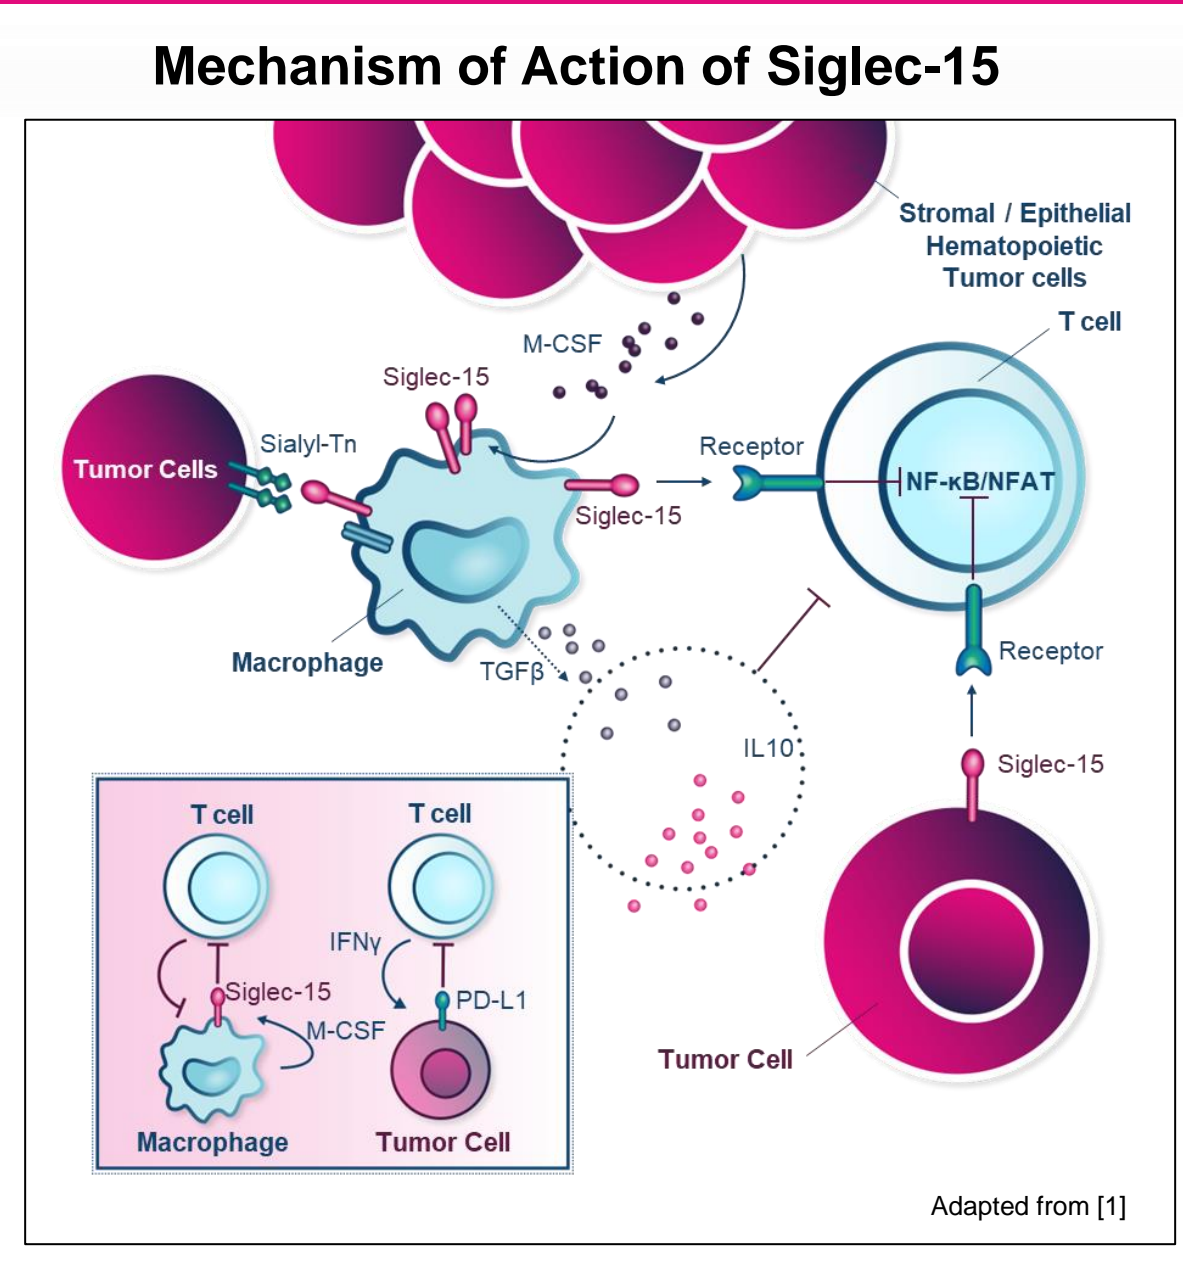 Mechanism of Action of Siglec-15
Stromal / Epithelial
Hematopoietic
Tumor cells
T cell
M-CSF
Siglec-15
Sialyl-Tn
Tumor Cells
Receptor
NF-κB/NFAT
Siglec-15
Macrophage
TGFβ
Receptor
IL10
Siglec-15
Tumor Cell
T cell
T cell
IFNγ
Siglec-15
PD-L1
M-CSF
Macrophage
Tumor Cell
Adapted from [1]